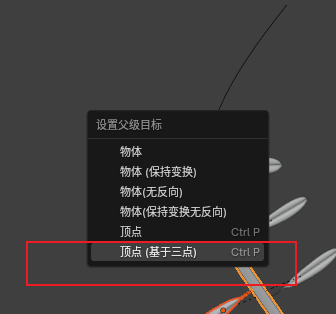 设置父级目标
物体
物体 (保持变换)
物体(无反向)
物体(保持变换无反向)
顶点 Ctrl P
顶点 (基于三点) Ctrl P